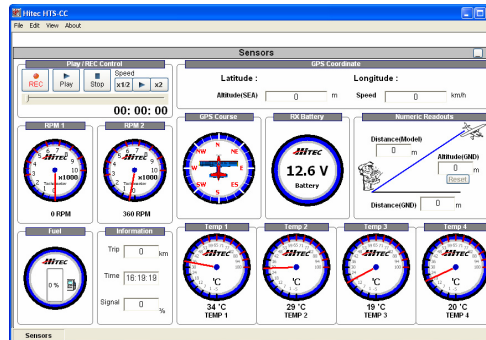 Hitec HTS-CC
File Edit View About
Sensors
Play /REC Control
REC Play Stop Speed x1/2 x2
00: 00: 00
GPS Coordinate
Latitude : Longitude :
Altitude(SEA) 0 m Speed 0 km/h
RPM 1
HiTEC
x1000
Tachometer
0 RPM
RPM 2
HiTEC
x1000
Tachometer
360 RPM
GPS Course
N
NW NE
W E
SW ES
S
RX Battery
HiTEC
12.6 V
Battery
Numeric Readouts
Distance(Model)
0 m
Altitude(GND)
0 m
Reset
Distance(GND) 0 m
Fuel
HiTEC
0 %
Information
Trip 0 km
Time 16:19:19
Signal 0 %
Temp 1
HiTEC
°C
34 °C
TEMP 1
Temp 2
HiTEC
°C
29 °C
TEMP 2
Temp 3
HiTEC
°C
19 °C
TEMP 3
Temp 4
HiTEC
°C
20 °C
TEMP 4
Sensors